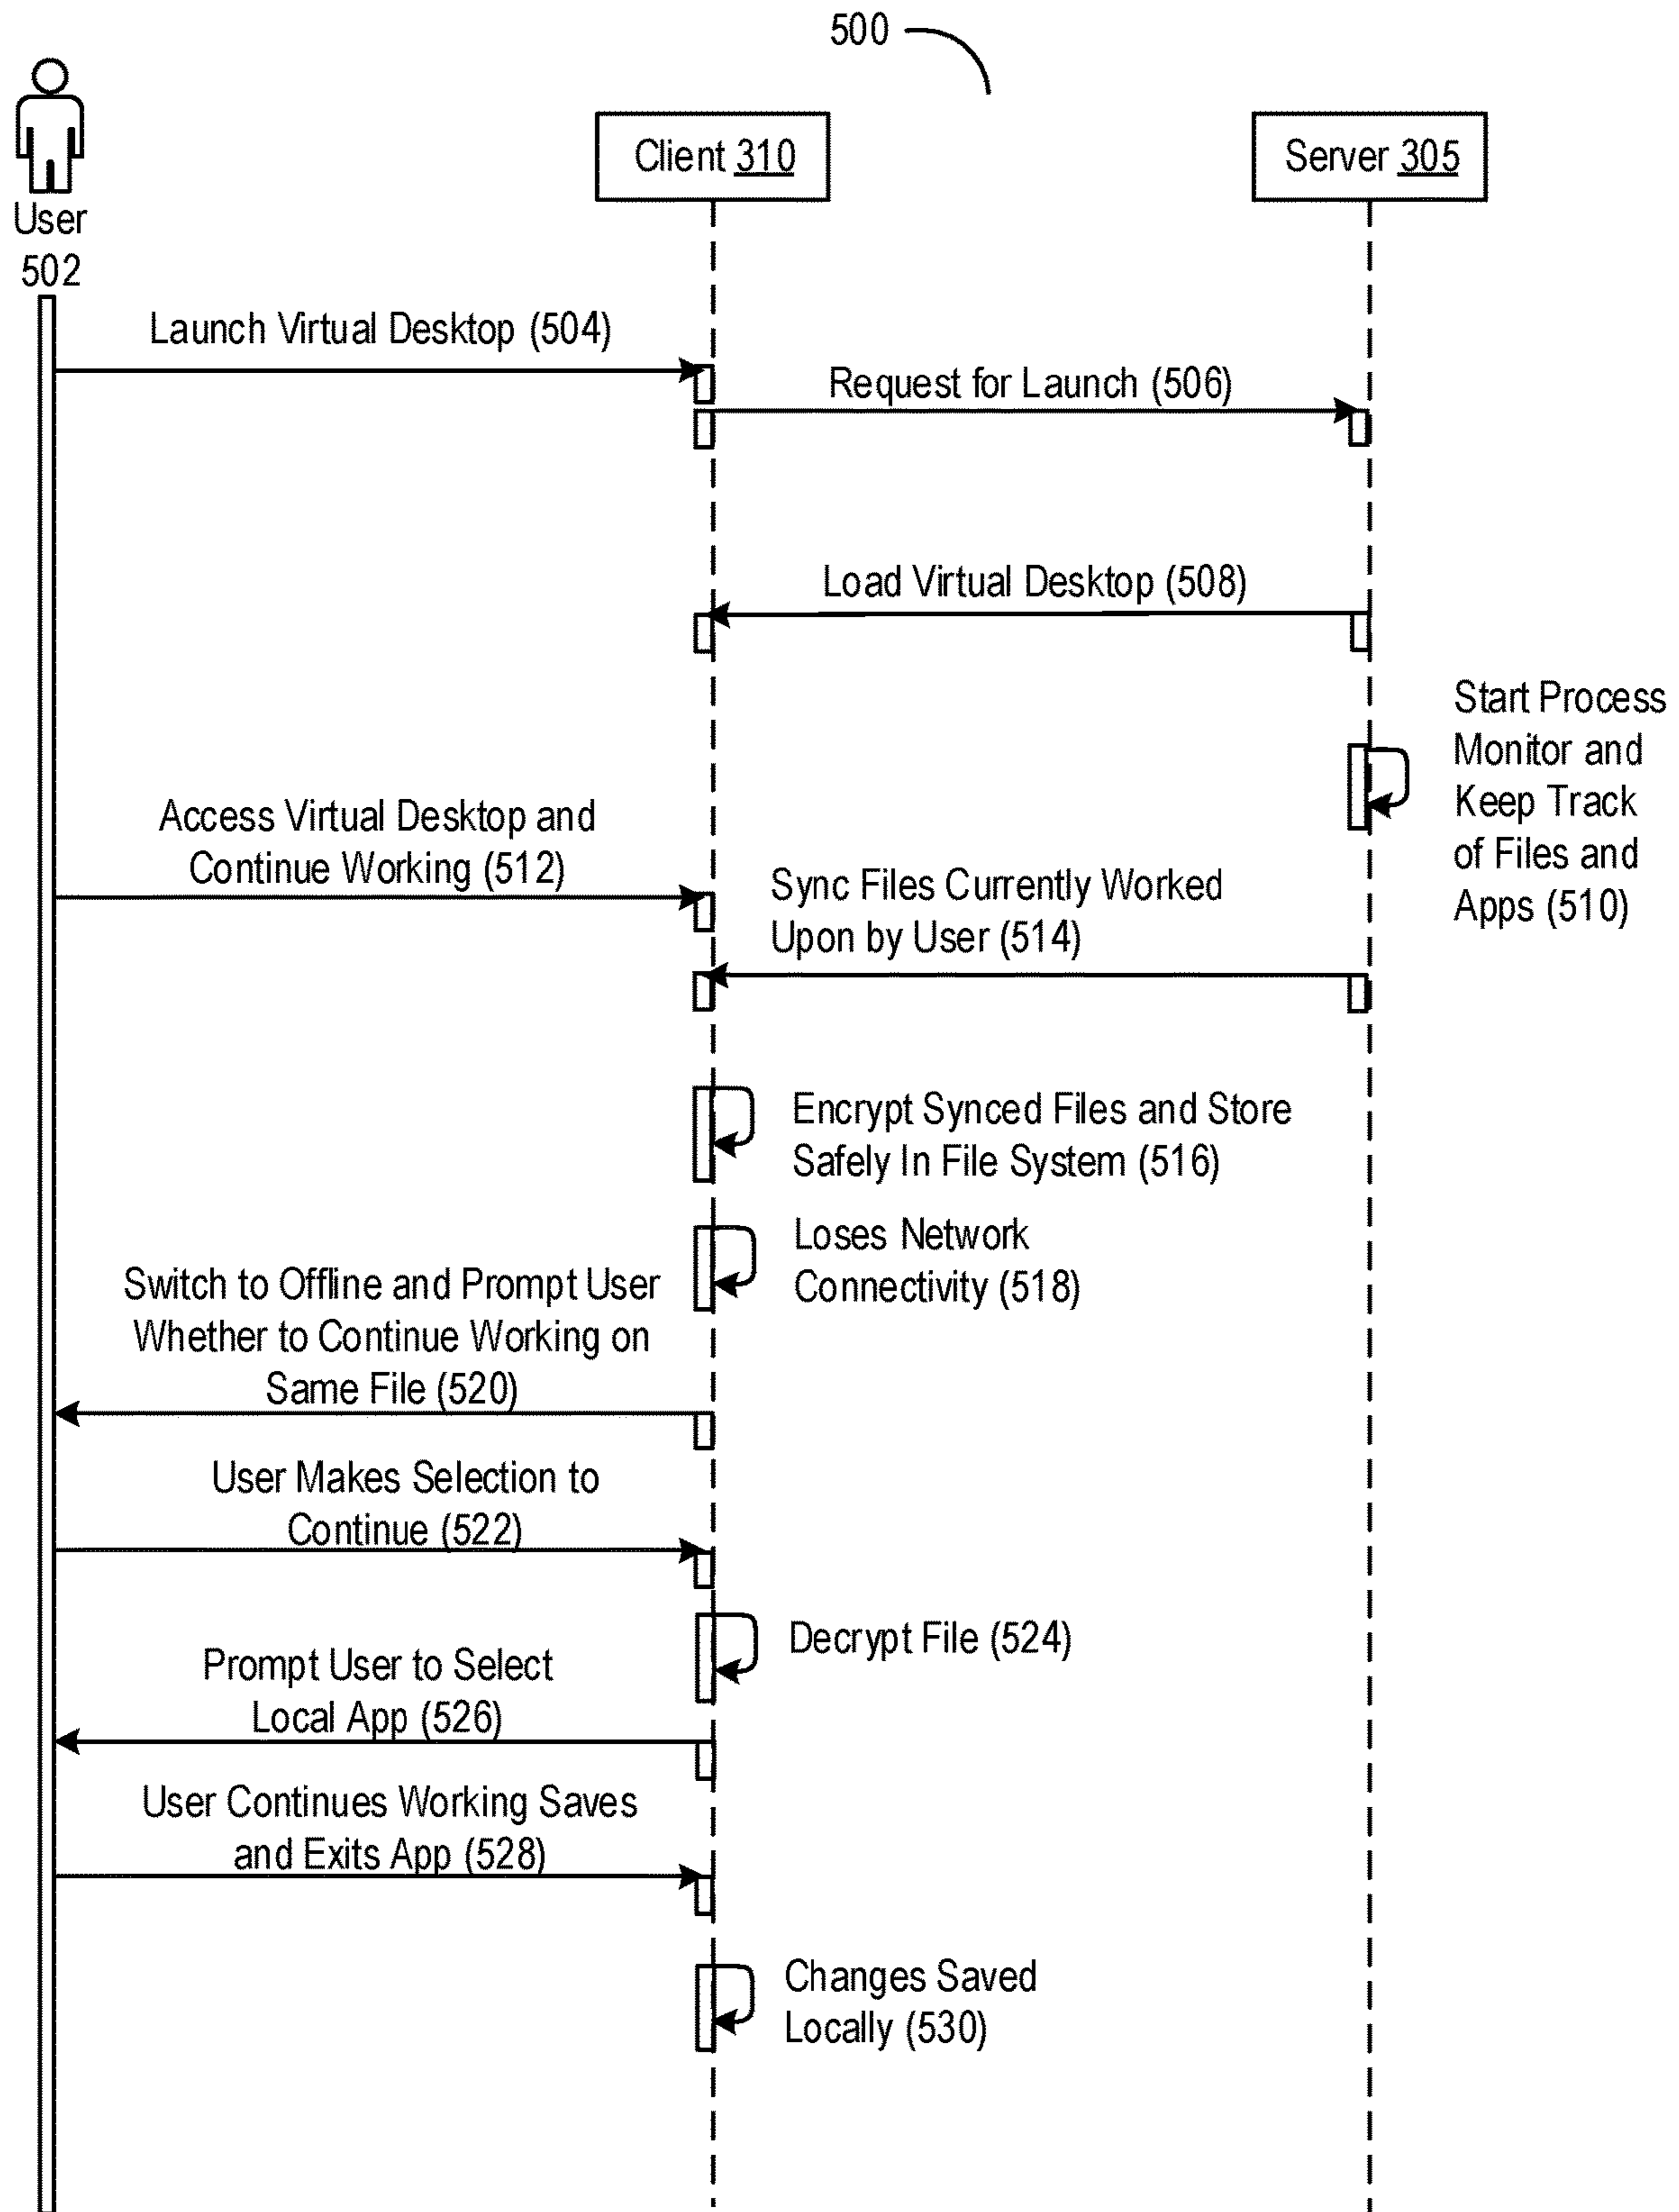 500
Client 310
Server 305
User
502
Launch Virtual Desktop (504)
Request for Launch (506)
Load Virtual Desktop (508)
Start Process
Monitor and
Keep Track
of Files and
Apps (510)
Access Virtual Desktop and
Continue Working (512)
Sync Files Currently Worked
Upon by User (514)
Encrypt Synced Files and Store
Safely In File System (516)
Loses Network
Connectivity (518)
Switch to Offline and Prompt User
Whether to Continue Working on
Same File (520)
User Makes Selection to
Continue (522)
Decrypt File (524)
Prompt User to Select
Local App (526)
User Continues Working Saves
and Exits App (528)
Changes Saved
Locally (530)